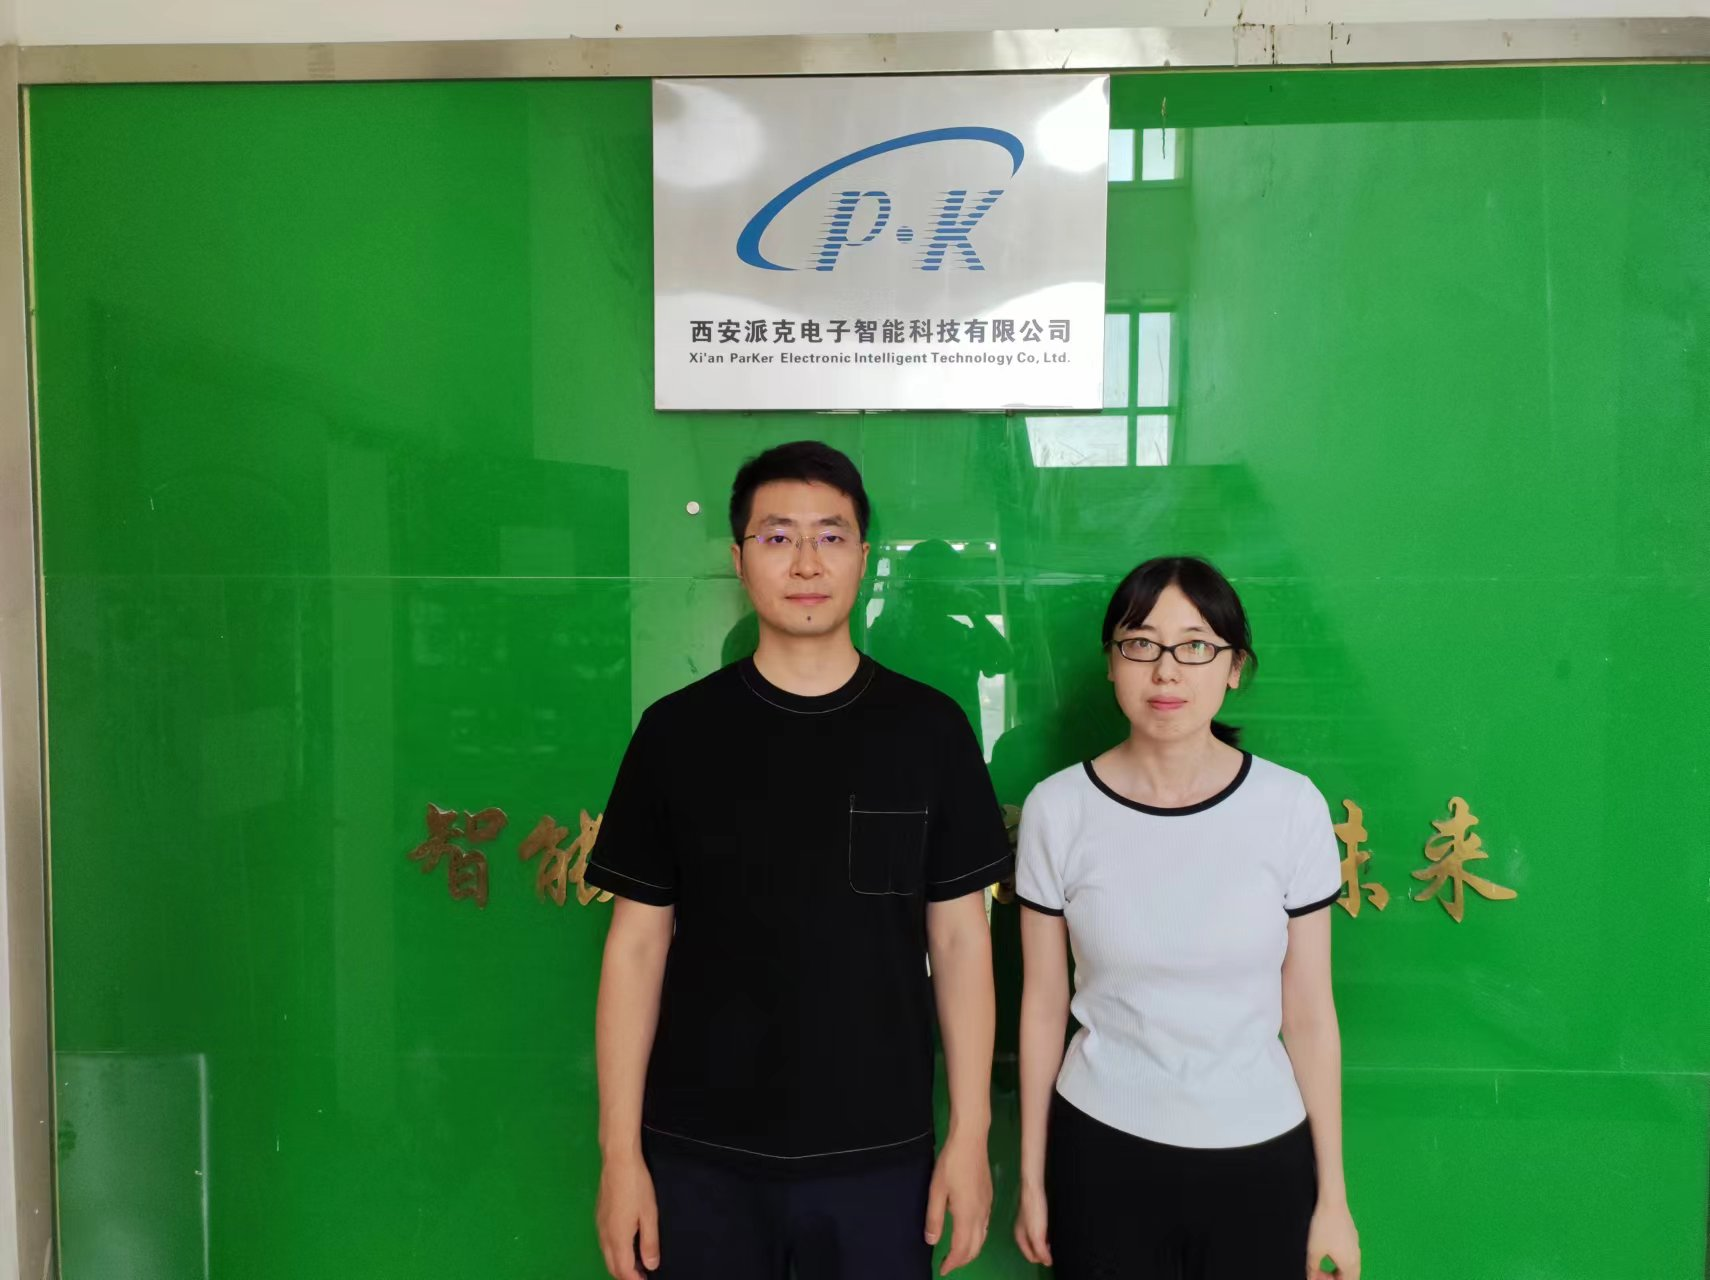 P·K
西安派克电子智能科技有限公司
Xi'an ParKer Electronic Intelligent Technology Co, Ltd.
智能 未来